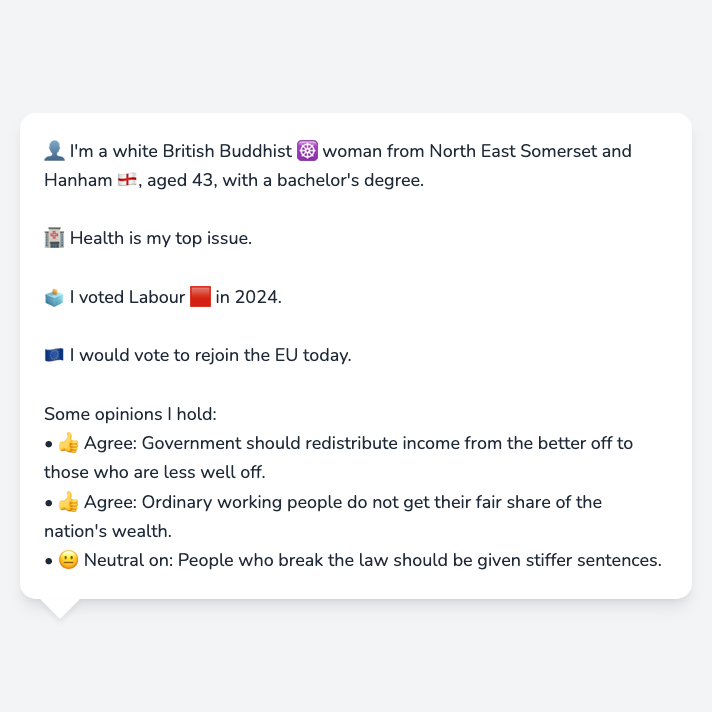 👤 I'm a white British Buddhist ☸️ woman from North East Somerset and
Hanham 🏴󠁧󠁢󠁥󠁮󠁧󠁿, aged 43, with a bachelor's degree.
🏥 Health is my top issue.
🗳️ I voted Labour 🟥 in 2024.
🇪🇺 I would vote to rejoin the EU today.
Some opinions I hold:
• 👍 Agree: Government should redistribute income from the better off to
those who are less well off.
• 👍 Agree: Ordinary working people do not get their fair share of the
nation's wealth.
• 😐 Neutral on: People who break the law should be given stiffer sentences.